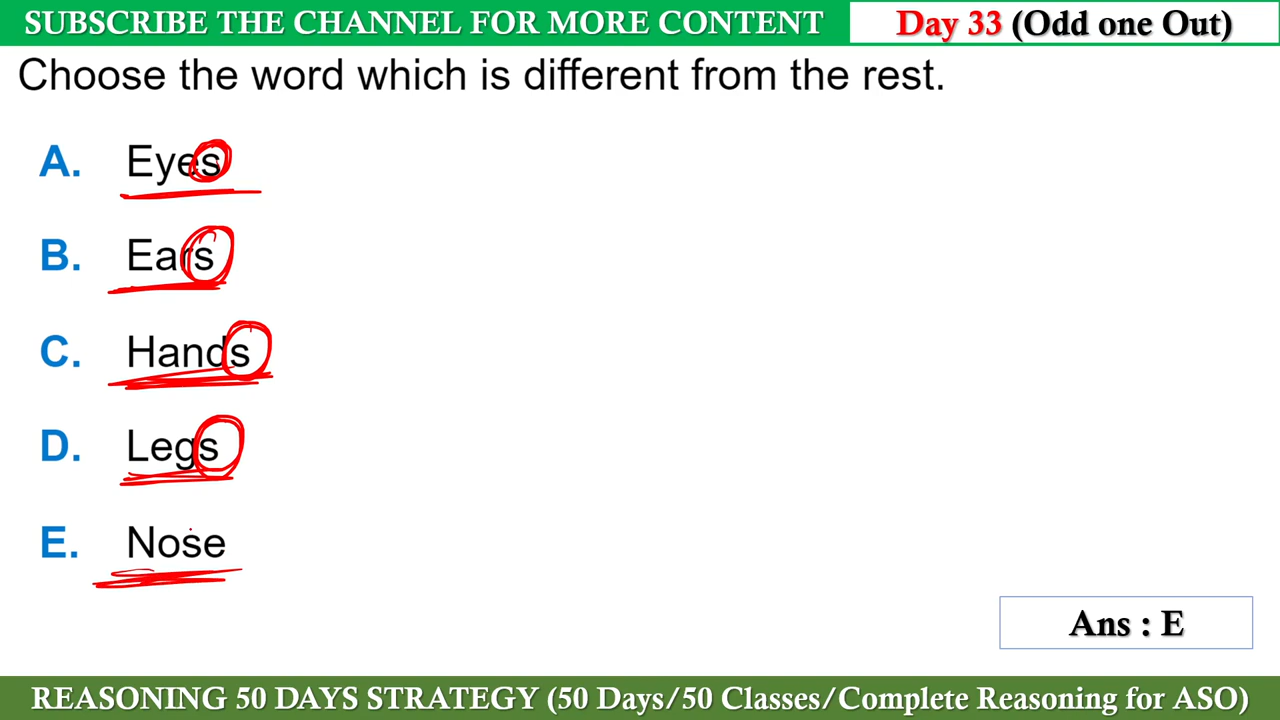 SUBSCRIBE THE CHANNEL FOR MORE CONTENT
Day 33 (Odd one Out)
Choose the word which is different from the rest.
A. Eyes
B. Ears
C. Hands
D. Legs
E. Nose
Ans : E
REASONING 50 DAYS STRATEGY (50 Days/50 Classes/Complete Reasoning for ASO)